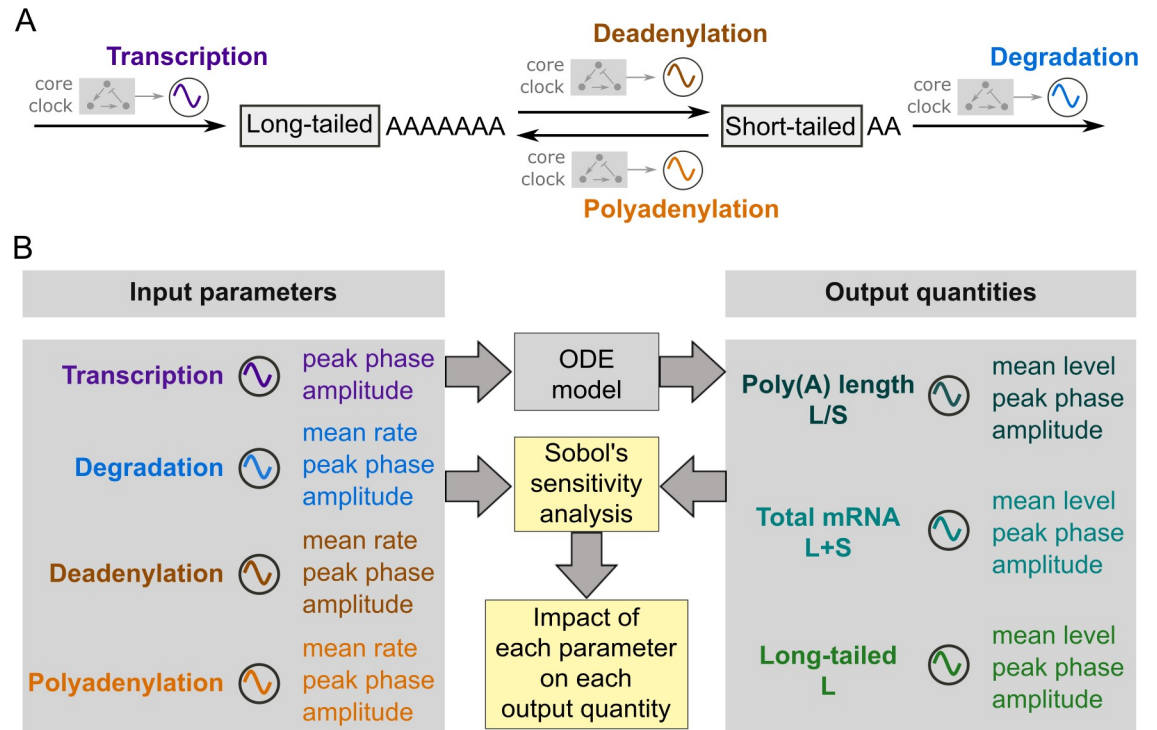 A
Transcription
core
clock
Long-tailed
AAAAAAA
Deadenylation
core
clock
core
clock
Polyadenylation
Short-tailed
AA
Degradation
core
clock
B
Input parameters
Transcription
peak phase
amplitude
Degradation
mean rate
peak phase
amplitude
Deadenylation
mean rate
peak phase
amplitude
Polyadenylation
mean rate
peak phase
amplitude
ODE
model
Sobol's
sensitivity
analysis
Impact of
each parameter
on each
output quantity
Output quantities
Poly(A) length
L/S
mean level
peak phase
amplitude
Total mRNA
L+S
mean level
peak phase
amplitude
Long-tailed
L
mean level
peak phase
amplitude